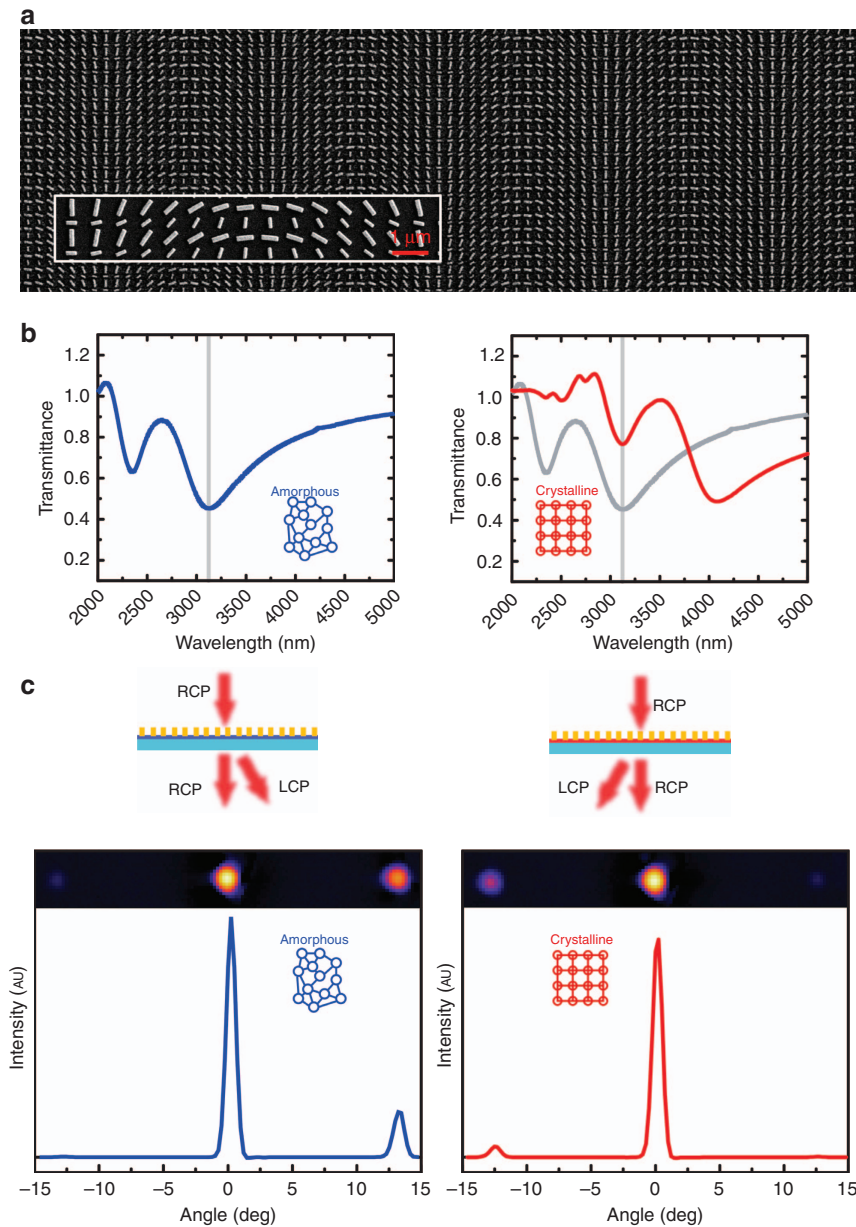 a
1 μm
b
1.2
1.0
0.8
0.6
0.4
0.2
Transmittance
Amorphous
2000
2500
3000
3500
4000
4500
5000
Wavelength (nm)
1.2
1.0
0.8
0.6
0.4
0.2
Transmittance
Crystalline
2000
2500
3000
3500
4000
4500
5000
Wavelength (nm)
c
RCP
RCP
LCP
RCP
LCP
RCP
Intensity (AU)
Amorphous
−15 −10 −5 0 5 10 15
Angle (deg)
Intensity (AU)
Crystalline
−15 −10 −5 0 5 10 15
Angle (deg)